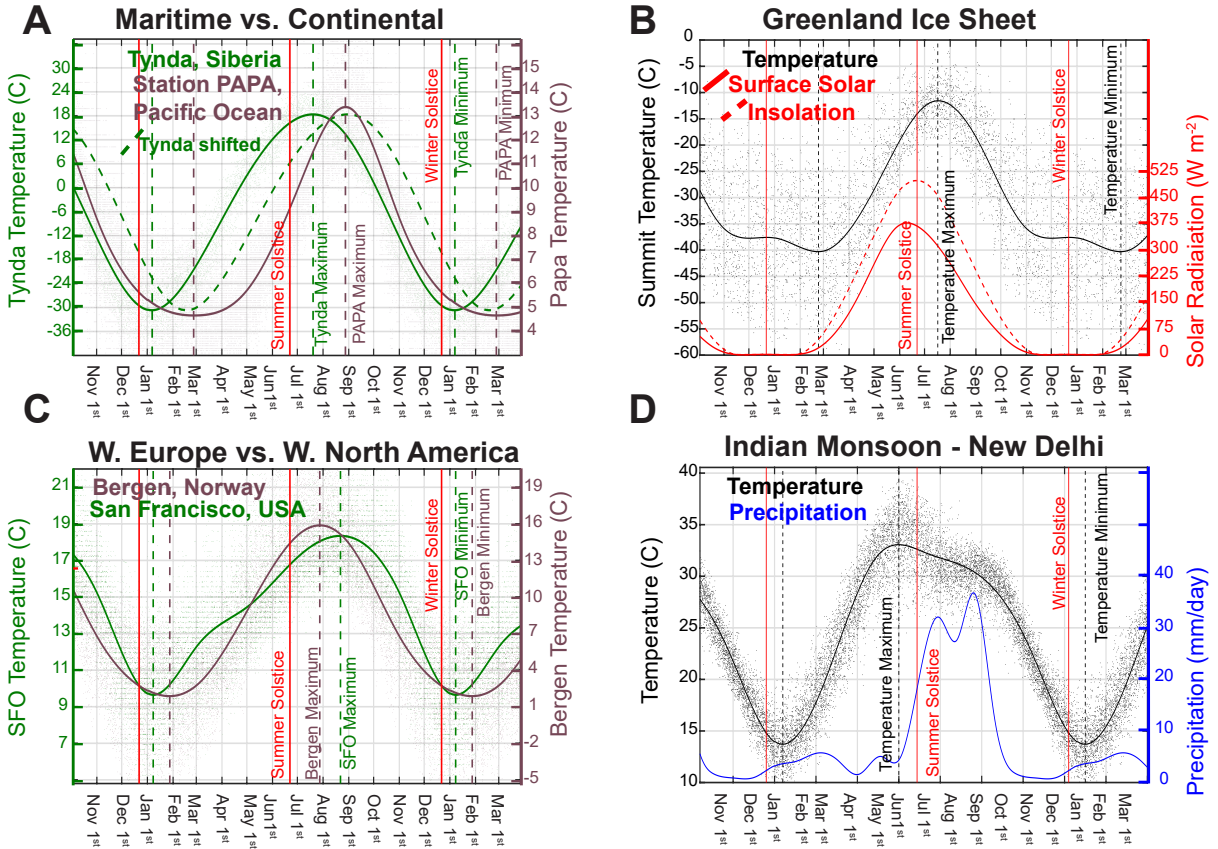 A
Maritime vs. Continental
Tynda, Siberia
Station PAPA,
Pacific Ocean
Tynda shifted
Tynda Temperature (C)
36
30
24
18
12
6
0
-6
-12
-18
-24
-30
-36
Papa Temperature (C)
15
14
13
12
11
10
9
8
7
6
5
4
Summer Solstice
Tynda Maximum
PAPA Maximum
Winter Solstice
Tynda Minimum
PAPA Minimum
Nov 1st
Dec 1st
Jan 1st
Feb 1st
Mar 1st
Apr 1st
May 1st
Jun1st
Jul 1st
Aug 1st
Sep 1st
Oct 1st
Nov 1st
Dec 1st
Jan 1st
Feb 1st
Mar 1st
B
Greenland Ice Sheet
Temperature
Surface Solar
Insolation
Summit Temperature (C)
0
-5
-10
-15
-20
-25
-30
-35
-40
-45
-50
-55
-60
Solar Radiaiation (W m-2)
525
450
375
300
225
150
75
0
Summer Solstice
Temperature Maximum
Winter Solstice
Temperature Minimum
Nov 1st
Dec 1st
Jan 1st
Feb 1st
Mar 1st
Apr 1st
May 1st
Jun 1st
Jul 1st
Aug 1st
Sep 1st
Oct 1st
Nov 1st
Dec 1st
Jan 1st
Feb 1st
Mar 1st
C
W. Europe vs. W. North America
Bergen, Norway
San Francisco, USA
SFO Temperature (C)
21
19
17
15
13
11
9
7
Bergen Temperature (C)
19
17
15
13
11
9
7
4
2
-1
-2
-5
Summer Solstice
Bergen Maximum
SFO Maximum
Winter Solstice
SFO Minimum
Bergen Minimum
Nov 1st
Dec 1st
Jan 1st
Feb 1st
Mar 1st
Apr 1st
May 1st
Jun1st
Jul 1st
Aug 1st
Sep 1st
Oct 1st
Nov 1st
Dec 1st
Jan 1st
Feb 1st
Mar 1st
D
Indian Monsoon - New Delhi
Temperature
Precipitation
Temperature (C)
40
35
30
25
20
15
10
Precipitation (mm/day)
40
30
20
10
0
Temperature Maximum
Summer Solstice
Winter Solstice
Temperature Minimum
Nov 1st
Dec 1st
Jan 1st
Feb 1st
Mar 1st
Apr 1st
May 1st
Jun1st
Jul 1st
Aug 1st
Sep 1st
Oct 1st
Nov 1st
Dec 1st
Jan 1st
Feb 1st
Mar 1st